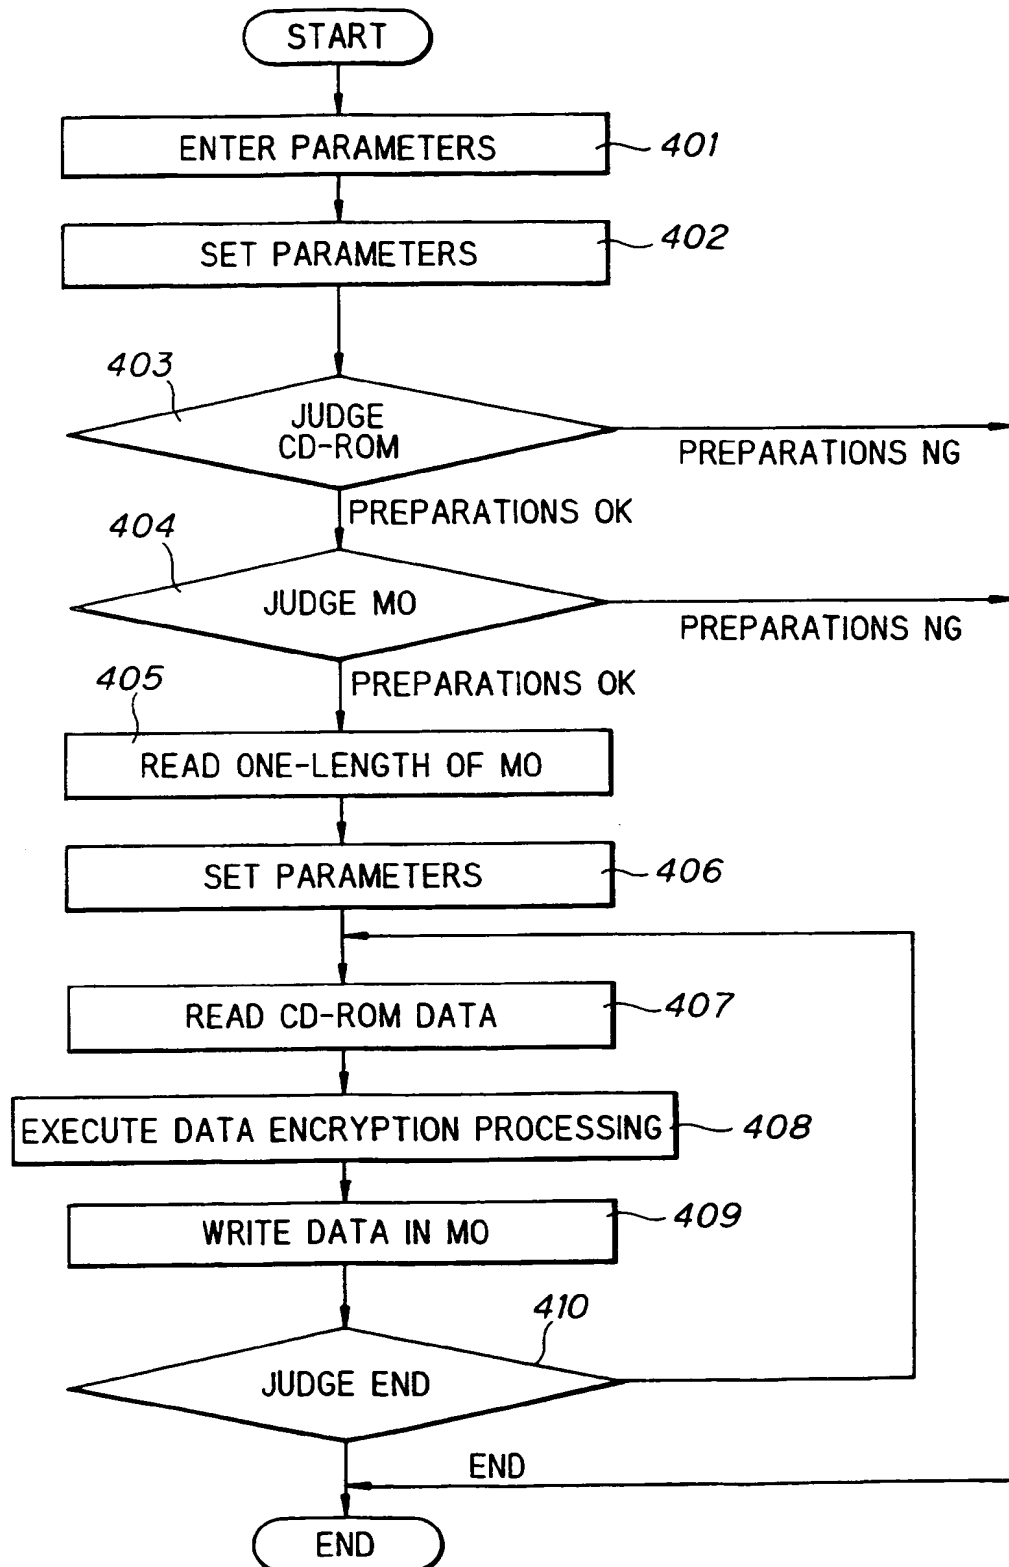 START
ENTER PARAMETERS
401
SET PARAMETERS
402
403
JUDGE
CD-ROM
PREPARATIONS NG
PREPARATIONS OK
404
JUDGE MO
PREPARATIONS NG
PREPARATIONS OK
405
READ ONE-LENGTH OF MO
SET PARAMETERS
406
READ CD-ROM DATA
407
EXECUTE DATA ENCRYPTION PROCESSING
408
WRITE DATA IN MO
409
410
JUDGE END
END
END